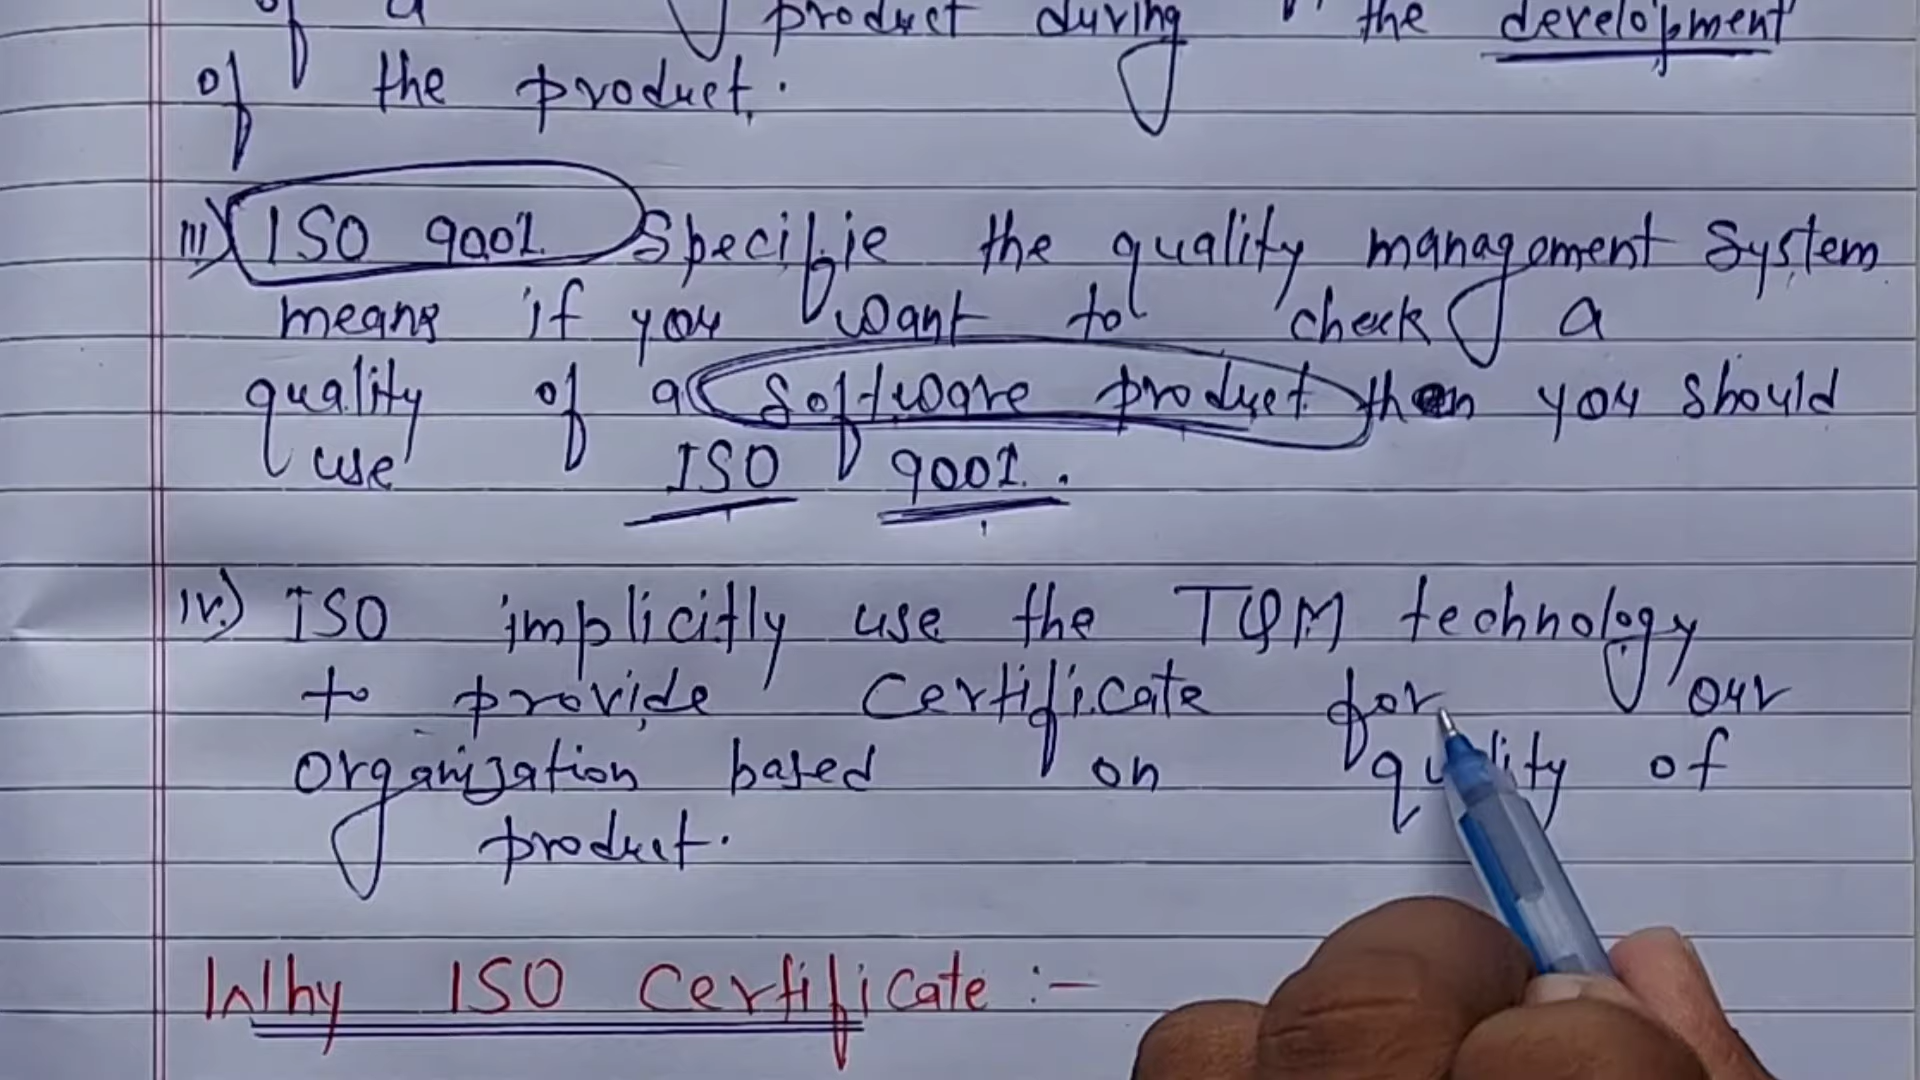 of a product during the development
of the product.
III) ISO 9001 Specifie the quality management System
means if you want to check a
quality of a Software product then you should
use ISO 9001.
IV.) ISO implicitly use the TQM technology
to provide Certificate for our
Organization based on quality of
product.
Why ISO Certificate :-